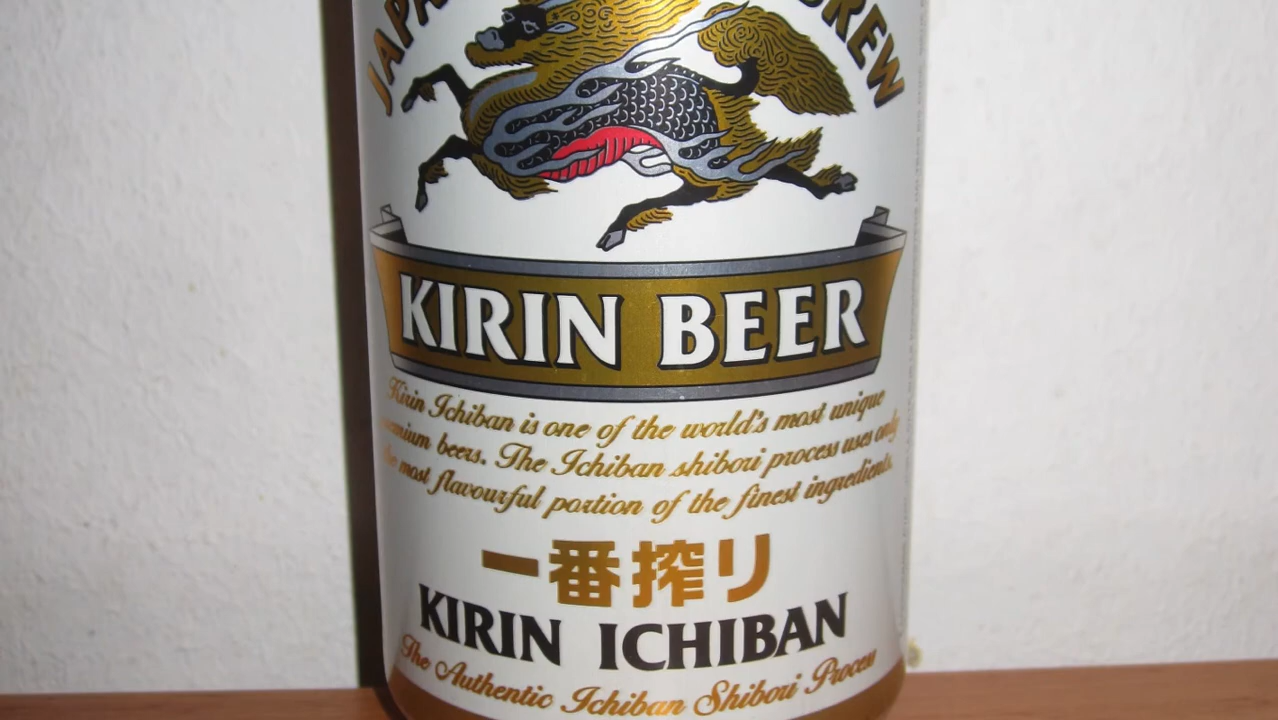 BREW
KIRIN BEER
Kirin Ichiban is one of the world's most unique
beers. The Ichiban shibori process uses only
most flavourful portion of the finest ingredients.
一番搾り
KIRIN ICHIBAN
The Authentic Ichiban Shibori Process